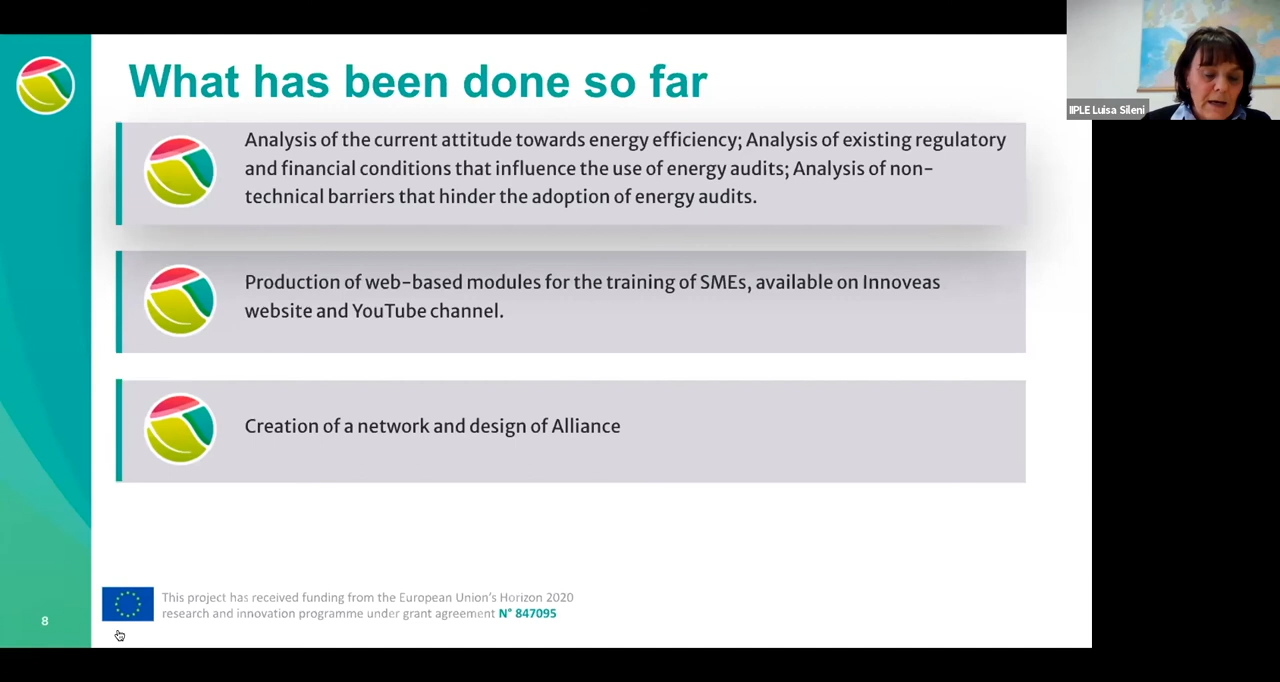 What has been done so far
IIPLE Luisa Sileni
Analysis of the current attitude towards energy efficiency; Analysis of existing regulatory
and financial conditions that influence the use of energy audits; Analysis of non-
technical barriers that hinder the adoption of energy audits.
Production of web-based modules for the training of SMEs, available on Innoveas
website and YouTube channel.
Creation of a network and design of Alliance
This project has received funding from the European Union's Horizon 2020
research and innovation programme under grant agreement N° 847095
8